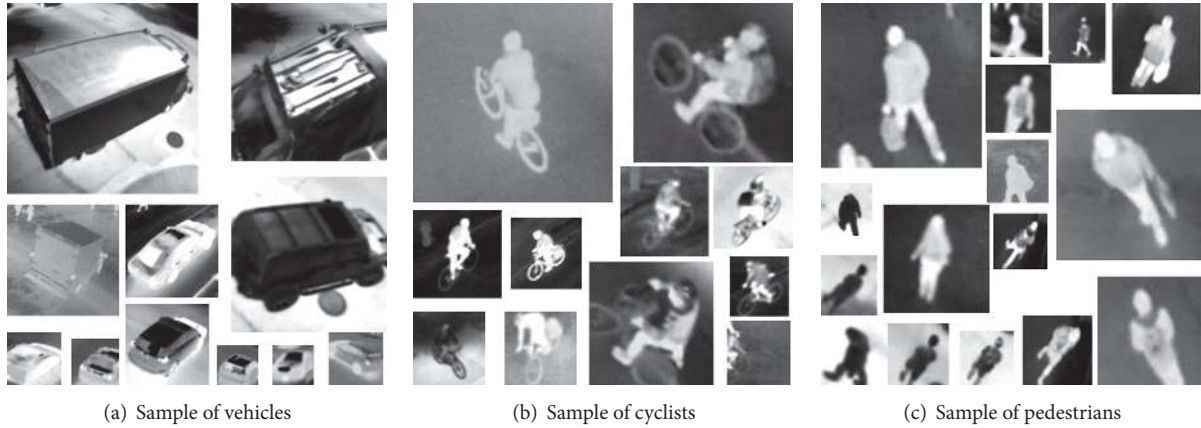 (a) Sample of vehicles
(b) Sample of cyclists
(c) Sample of pedestrians